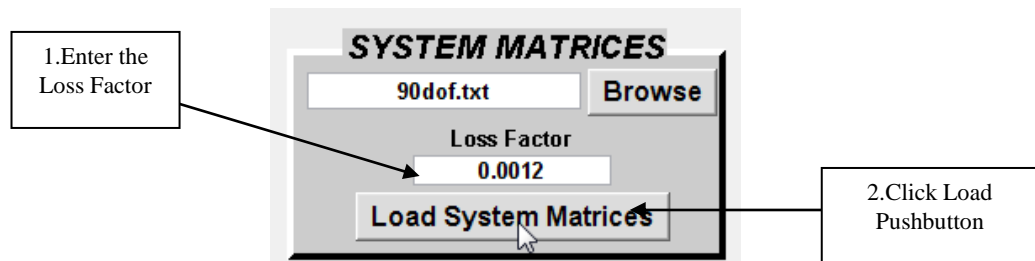 SYSTEM MATRICES
1.Enter the
Loss Factor
90dof.txt
Browse
Loss Factor
0.0012
Load System Matrices
2.Click Load
Pushbutton